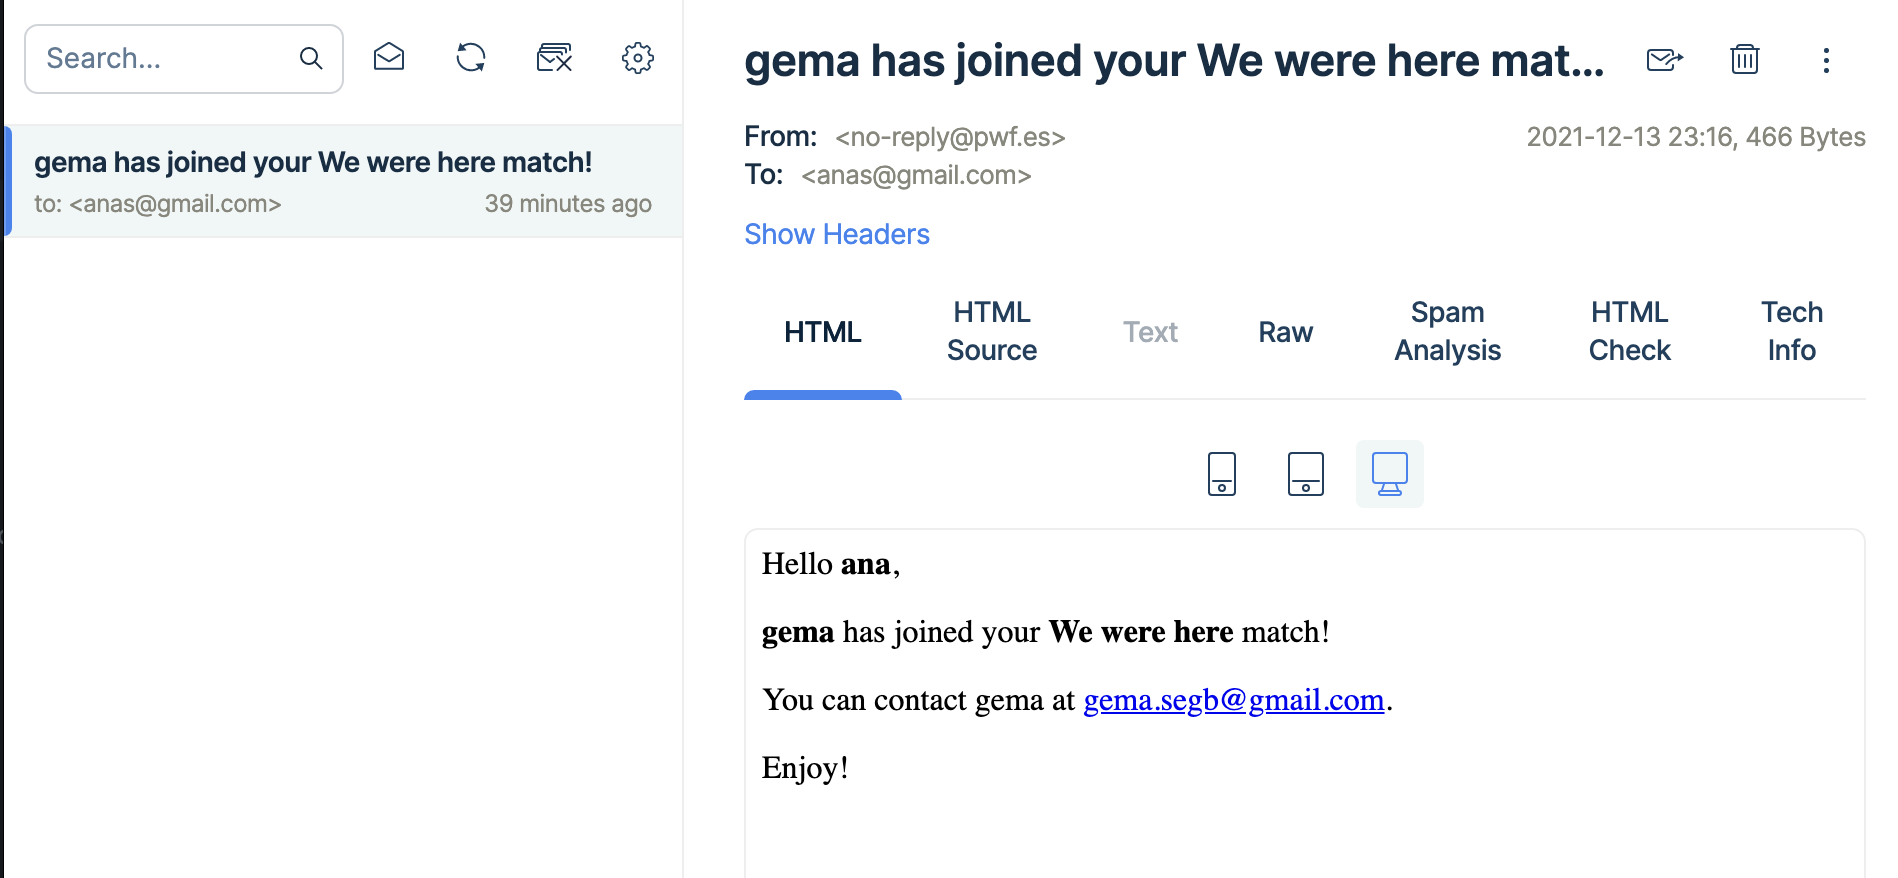 Search...
gema has joined your We were here match!
to: <anas@gmail.com> 39 minutes ago
gema has joined your We were here mat...
From: <no-reply@pwf.es> 2021-12-13 23:16, 466 Bytes
To: <anas@gmail.com>
Show Headers
HTML
HTML
Source
Text
Raw
Spam
Analysis
HTML
Check
Tech
Info
Hello ana,
gema has joined your We were here match!
You can contact gema at gema.segb@gmail.com.
Enjoy!